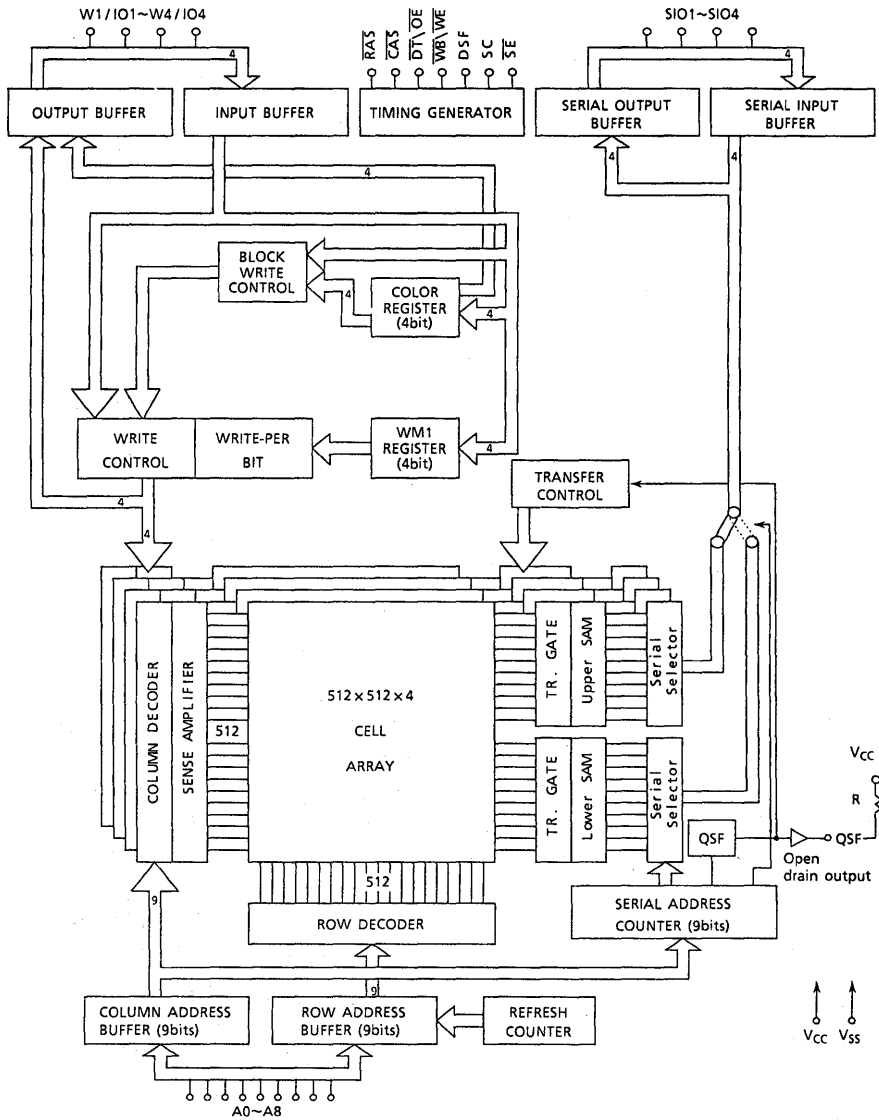 W1/IO1~W4/IO4
RAS
CAS
DT\OE
WB\WE
DSF
SC
SE
SIO1~SIO4
4
4
OUTPUT BUFFER
INPUT BUFFER
TIMING GENERATOR
SERIAL OUTPUT
BUFFER
SERIAL INPUT
BUFFER
4
4
4
BLOCK
WRITE
CONTROL
4
COLOR
REGISTER
(4bit)
4
WRITE
CONTROL
WRITE-PER
BIT
WM1
REGISTER
(4bit)
4
TRANSFER
CONTROL
4
4
COLUMN DECODER
SENSE AMPLIFIER
512
512×512×4
CELL
ARRAY
TR. GATE
Upper SAM
Serial
Selector
TR. GATE
Lower SAM
Serial
Selector
VCC
R
QSF
QSF
Open
drain output
512
ROW DECODER
SERIAL ADDRESS
COUNTER (9bits)
9
9
COLUMN ADDRESS
BUFFER (9bits)
ROW ADDRESS
BUFFER (9bits)
REFRESH
COUNTER
VCC
VSS
A0~A8